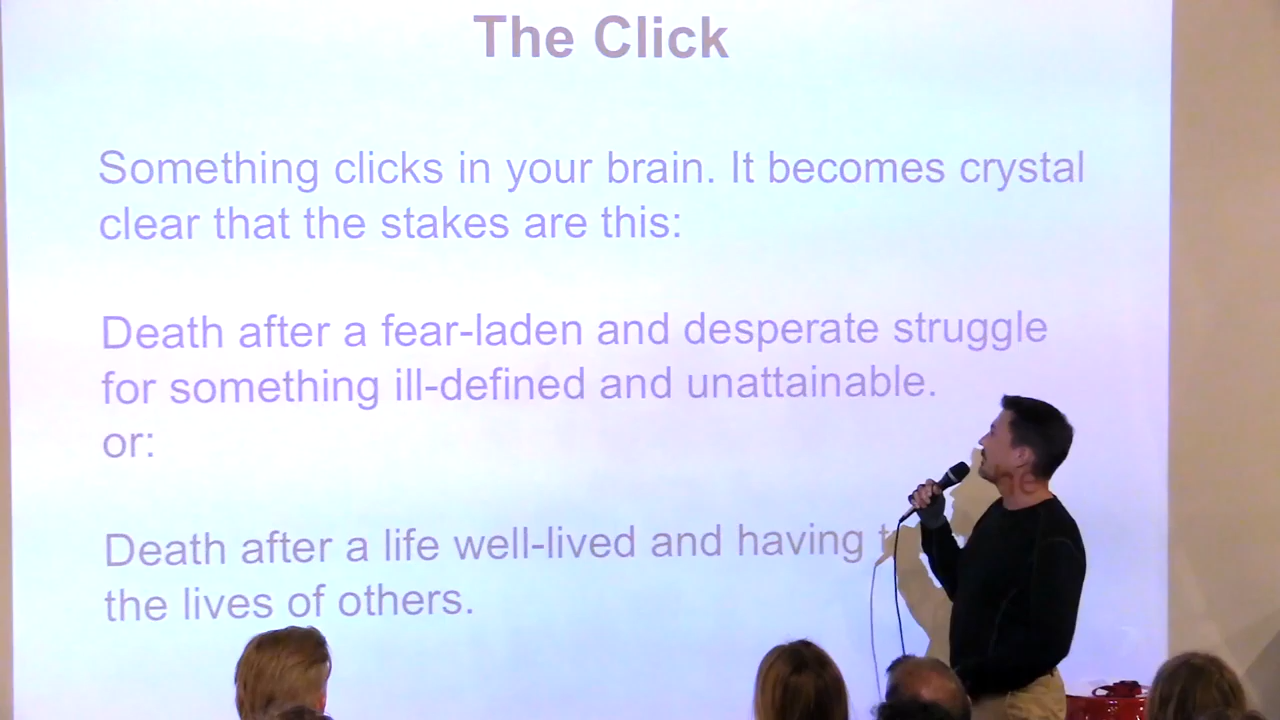 The Click
Something clicks in your brain. It becomes crystal
clear that the stakes are this:
Death after a fear-laden and desperate struggle
for something ill-defined and unattainable.
or:
Death after a life well-lived and having
the lives of others.